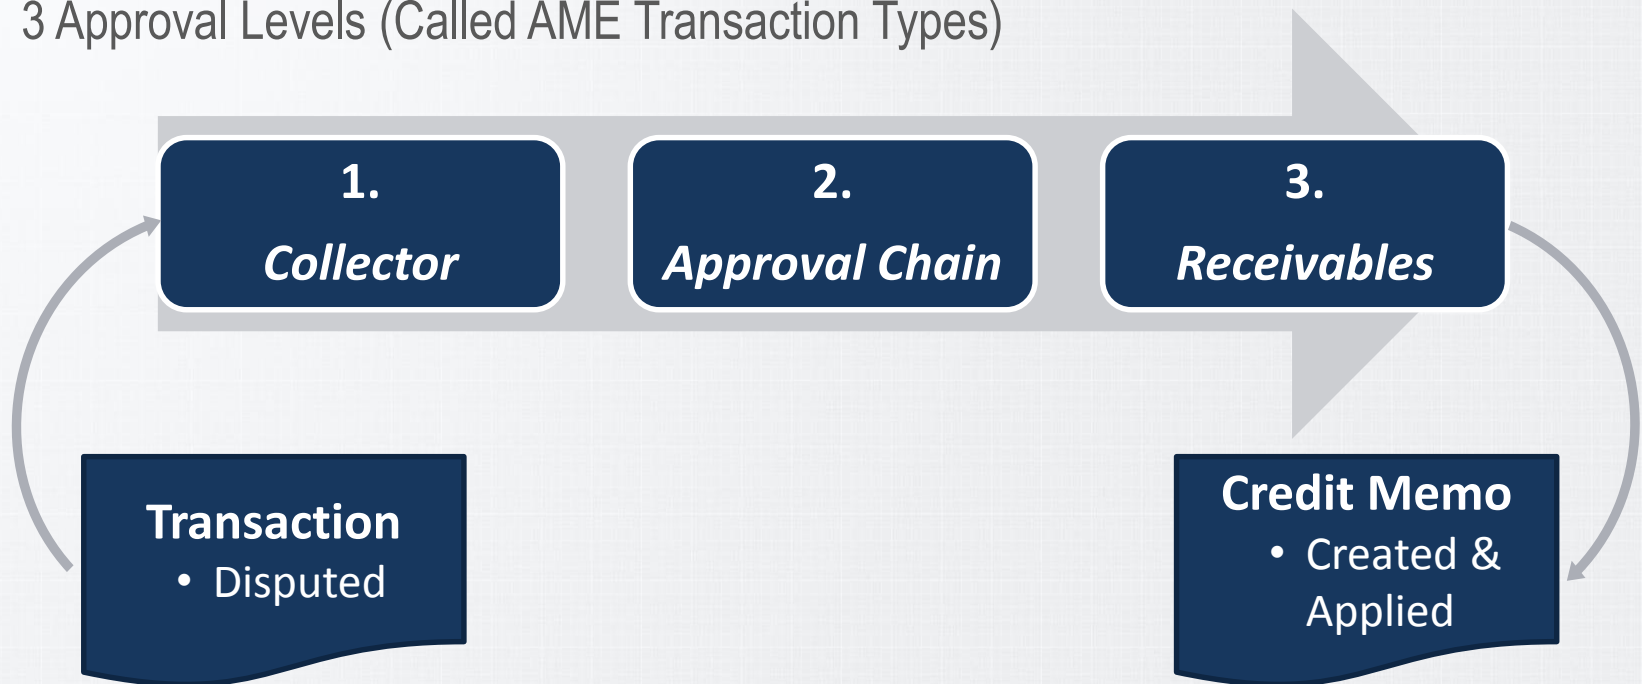 3 Approval Levels (Called AME Transaction Types)
1.
Collector
2.
Approval Chain
3.
Receivables
Transaction
• Disputed
Credit Memo
• Created &
Applied